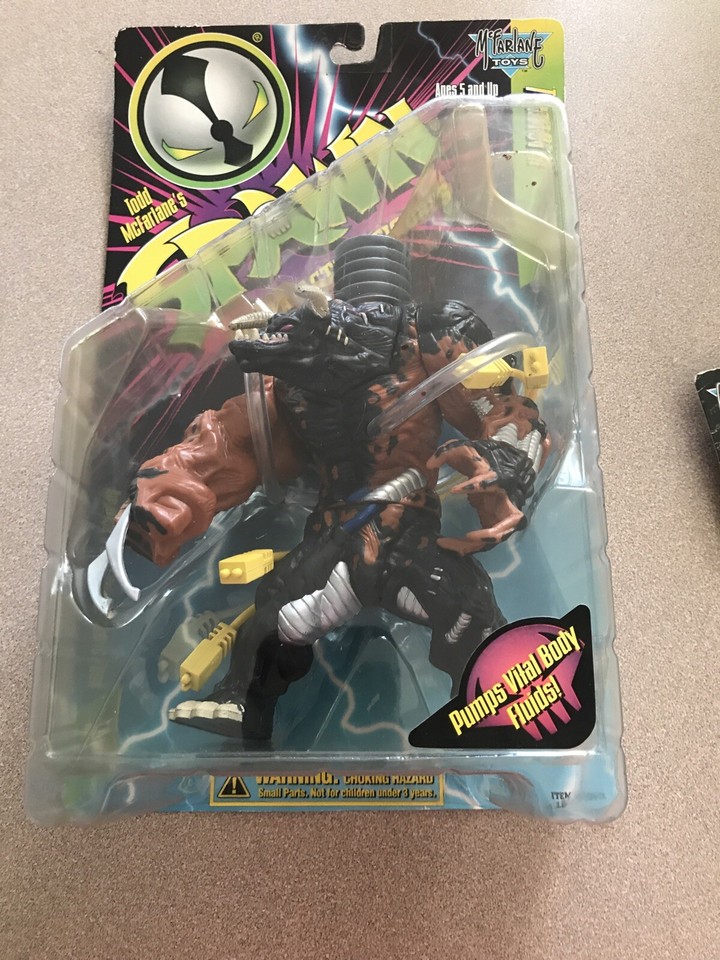 McFARLANE
TOYS™
®
Ages 5 and Up
Todd
McFarlane's
SPAWN
Pumps Vital Body
Fluids!
WARNING: CHOKING HAZARD
Small Parts. Not for children under 3 years.
ITEM